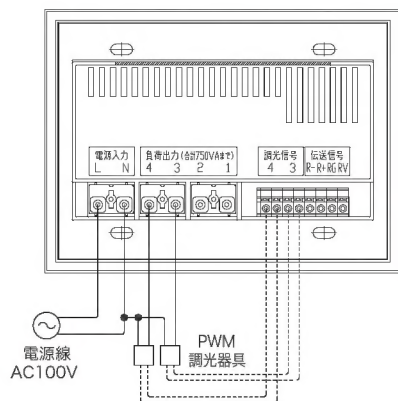 電源入力
L N
負荷出力(合計750VAまで)
4 3 2 1
調光信号
4 3
伝送信号
R- R+ RG RV
電源線
AC100V
PWM
調光器具